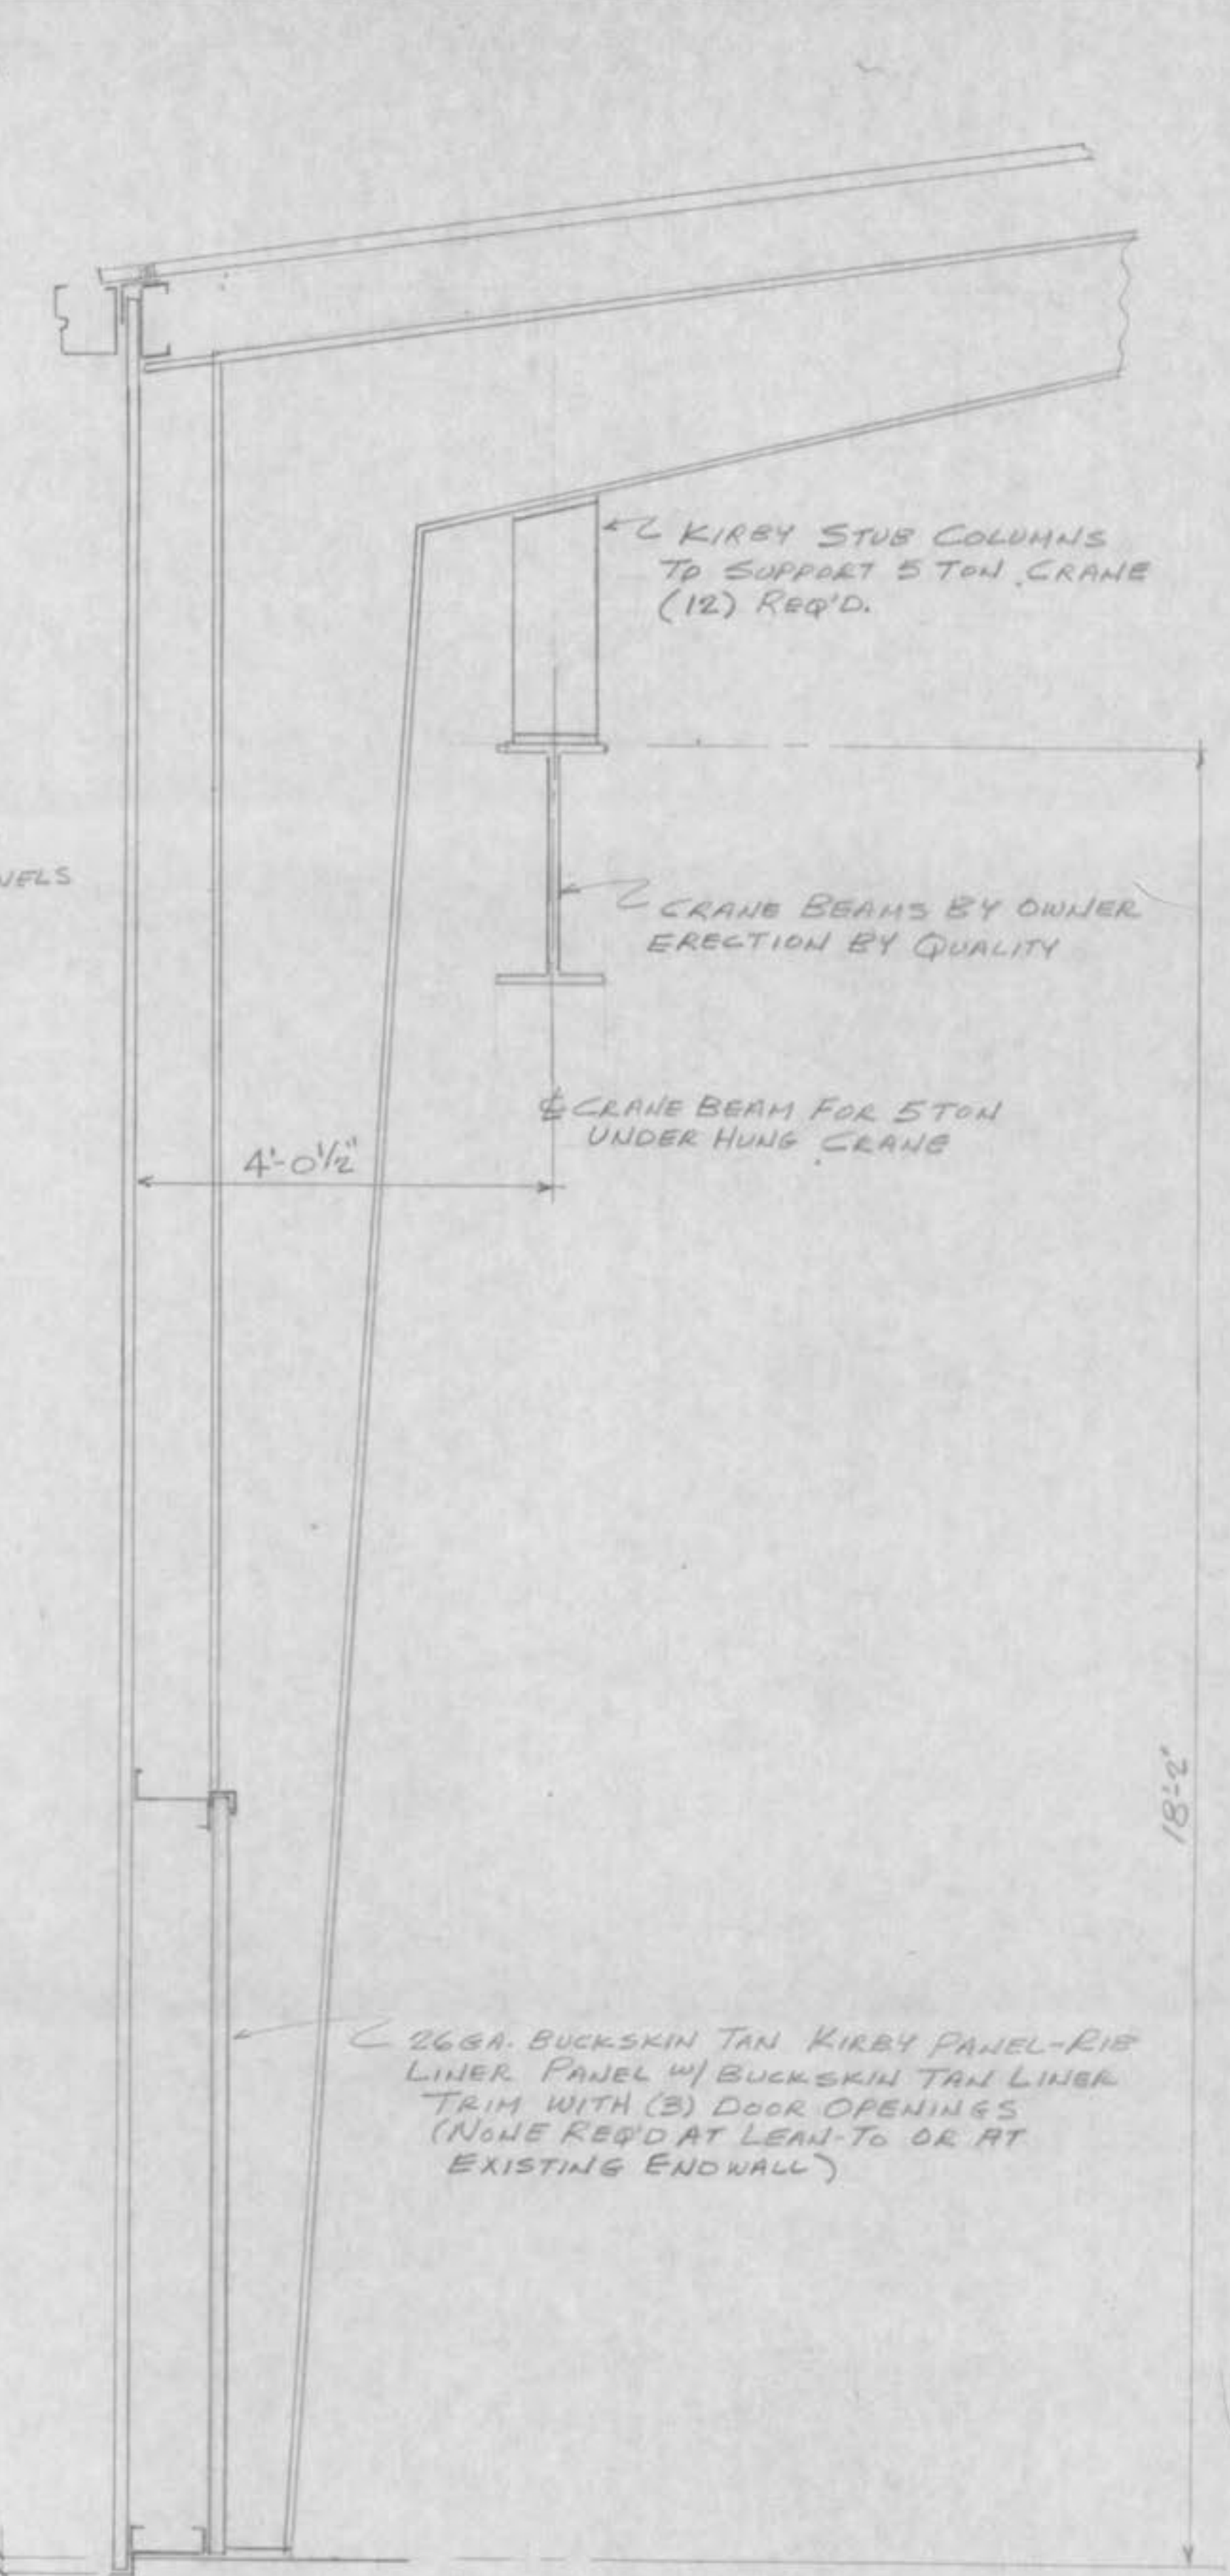 KIRBY STUB COLUMNS
TO SUPPORT 5 TON CRANE
(12) REQ'D.
NELS
CRANE BEAMS BY OWNER
ERECTION BY QUALITY
℄ CRANE BEAM FOR 5 TON
UNDER HUNG CRANE
4'-0½"
18'-2"
26 GA. BUCKSKIN TAN KIRBY PANEL-RIB
LINER PANEL W/ BUCKSKIN TAN LINER
TRIM WITH (3) DOOR OPENINGS
(NONE REQ'D AT LEAN-TO OR AT
EXISTING ENDWALL)